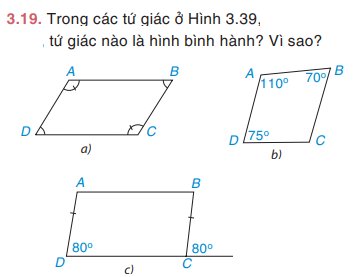 3.19. Trong các tứ giác ở Hình 3.39,
, tứ giác nào là hình bình hành? Vì sao?
A B
D C
a)
A B
110° 70°
D 75° C
b)
A B
D 80° C 80°
c)